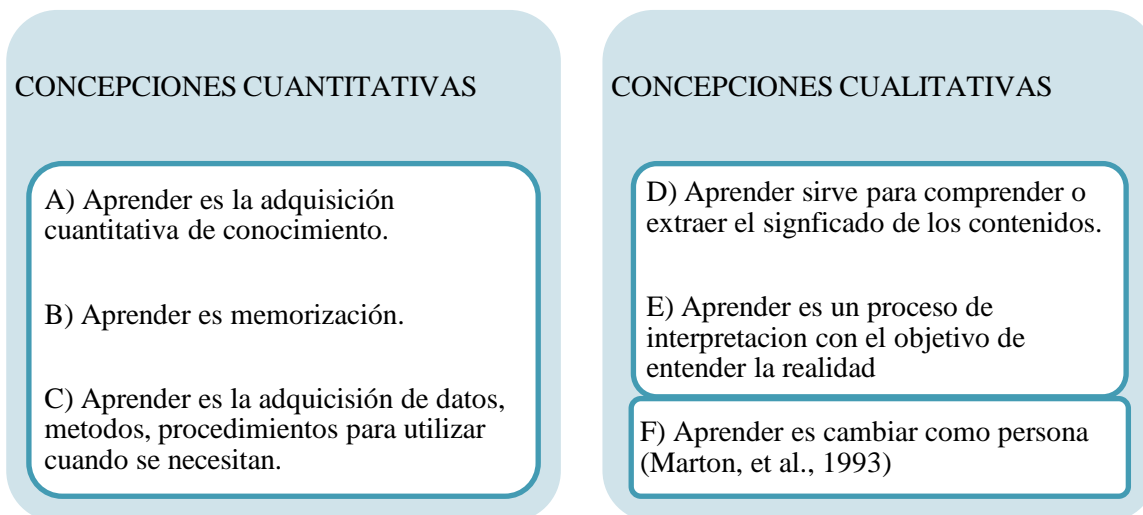 CONCEPCIONES CUANTITATIVAS
A) Aprender es la adquisición
cuantitativa de conocimiento.
B) Aprender es memorización.
C) Aprender es la adquicisión de datos,
metodos, procedimientos para utilizar
cuando se necesitan.
CONCEPCIONES CUALITATIVAS
D) Aprender sirve para comprender o
extraer el signficado de los contenidos.
E) Aprender es un proceso de
interpretacion con el objetivo de
entender la realidad
F) Aprender es cambiar como persona
(Marton, et al., 1993)